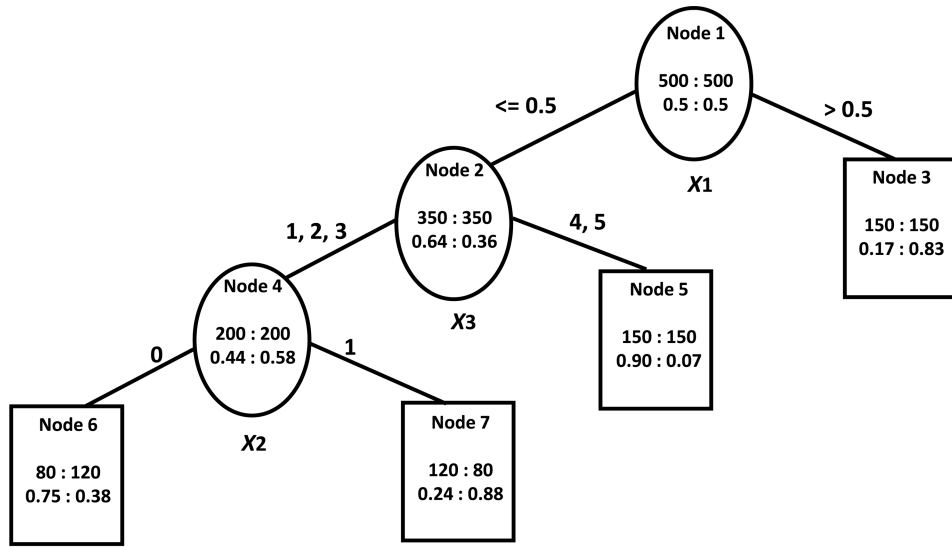 Node 1
500 : 500
0.5 : 0.5
<= 0.5
> 0.5
X1
Node 2
350 : 350
0.64 : 0.36
Node 3
150 : 150
0.17 : 0.83
1, 2, 3
4, 5
X3
Node 4
200 : 200
0.44 : 0.58
Node 5
150 : 150
0.90 : 0.07
0
1
X2
Node 6
80 : 120
0.75 : 0.38
Node 7
120 : 80
0.24 : 0.88